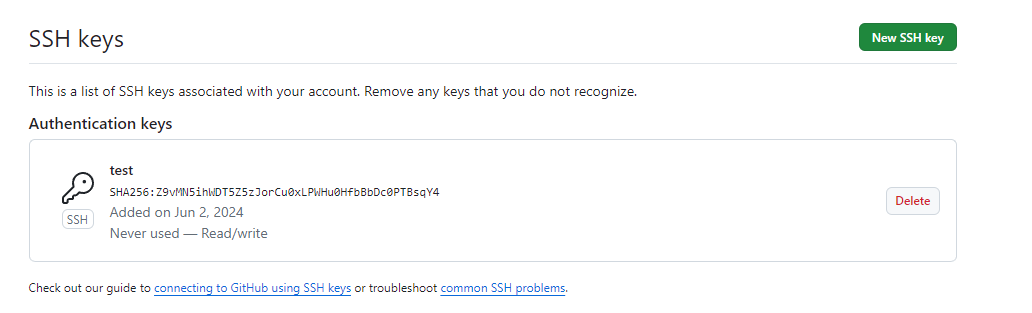 SSH keys
New SSH key
This is a list of SSH keys associated with your account. Remove any keys that you do not recognize.
Authentication keys
test
SHA256:Z9vMN5ihWDT5Z5zJorCu0xLPWHu0HfbBbDc0PTBsqY4
Added on Jun 2, 2024
Never used — Read/write
SSH
Delete
Check out our guide to connecting to GitHub using SSH keys or troubleshoot common SSH problems.